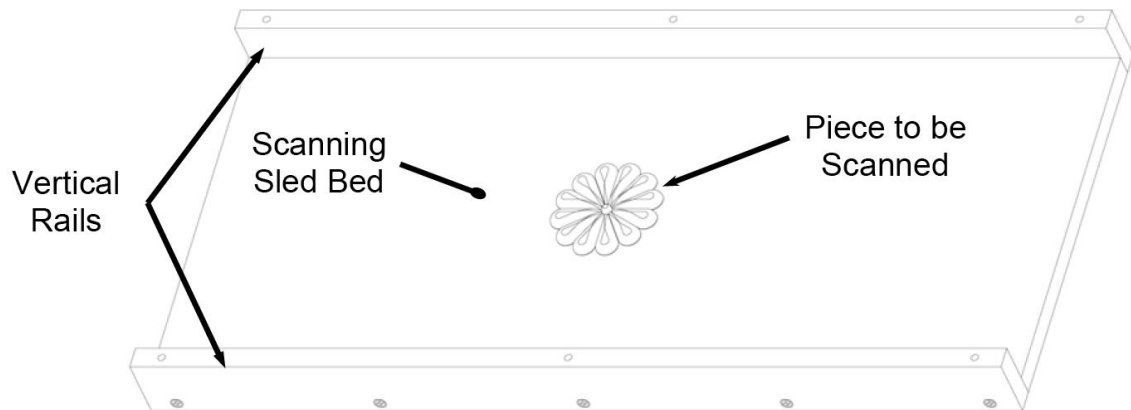 Scanning
Sled Bed
Piece to be
Scanned
Vertical
Rails